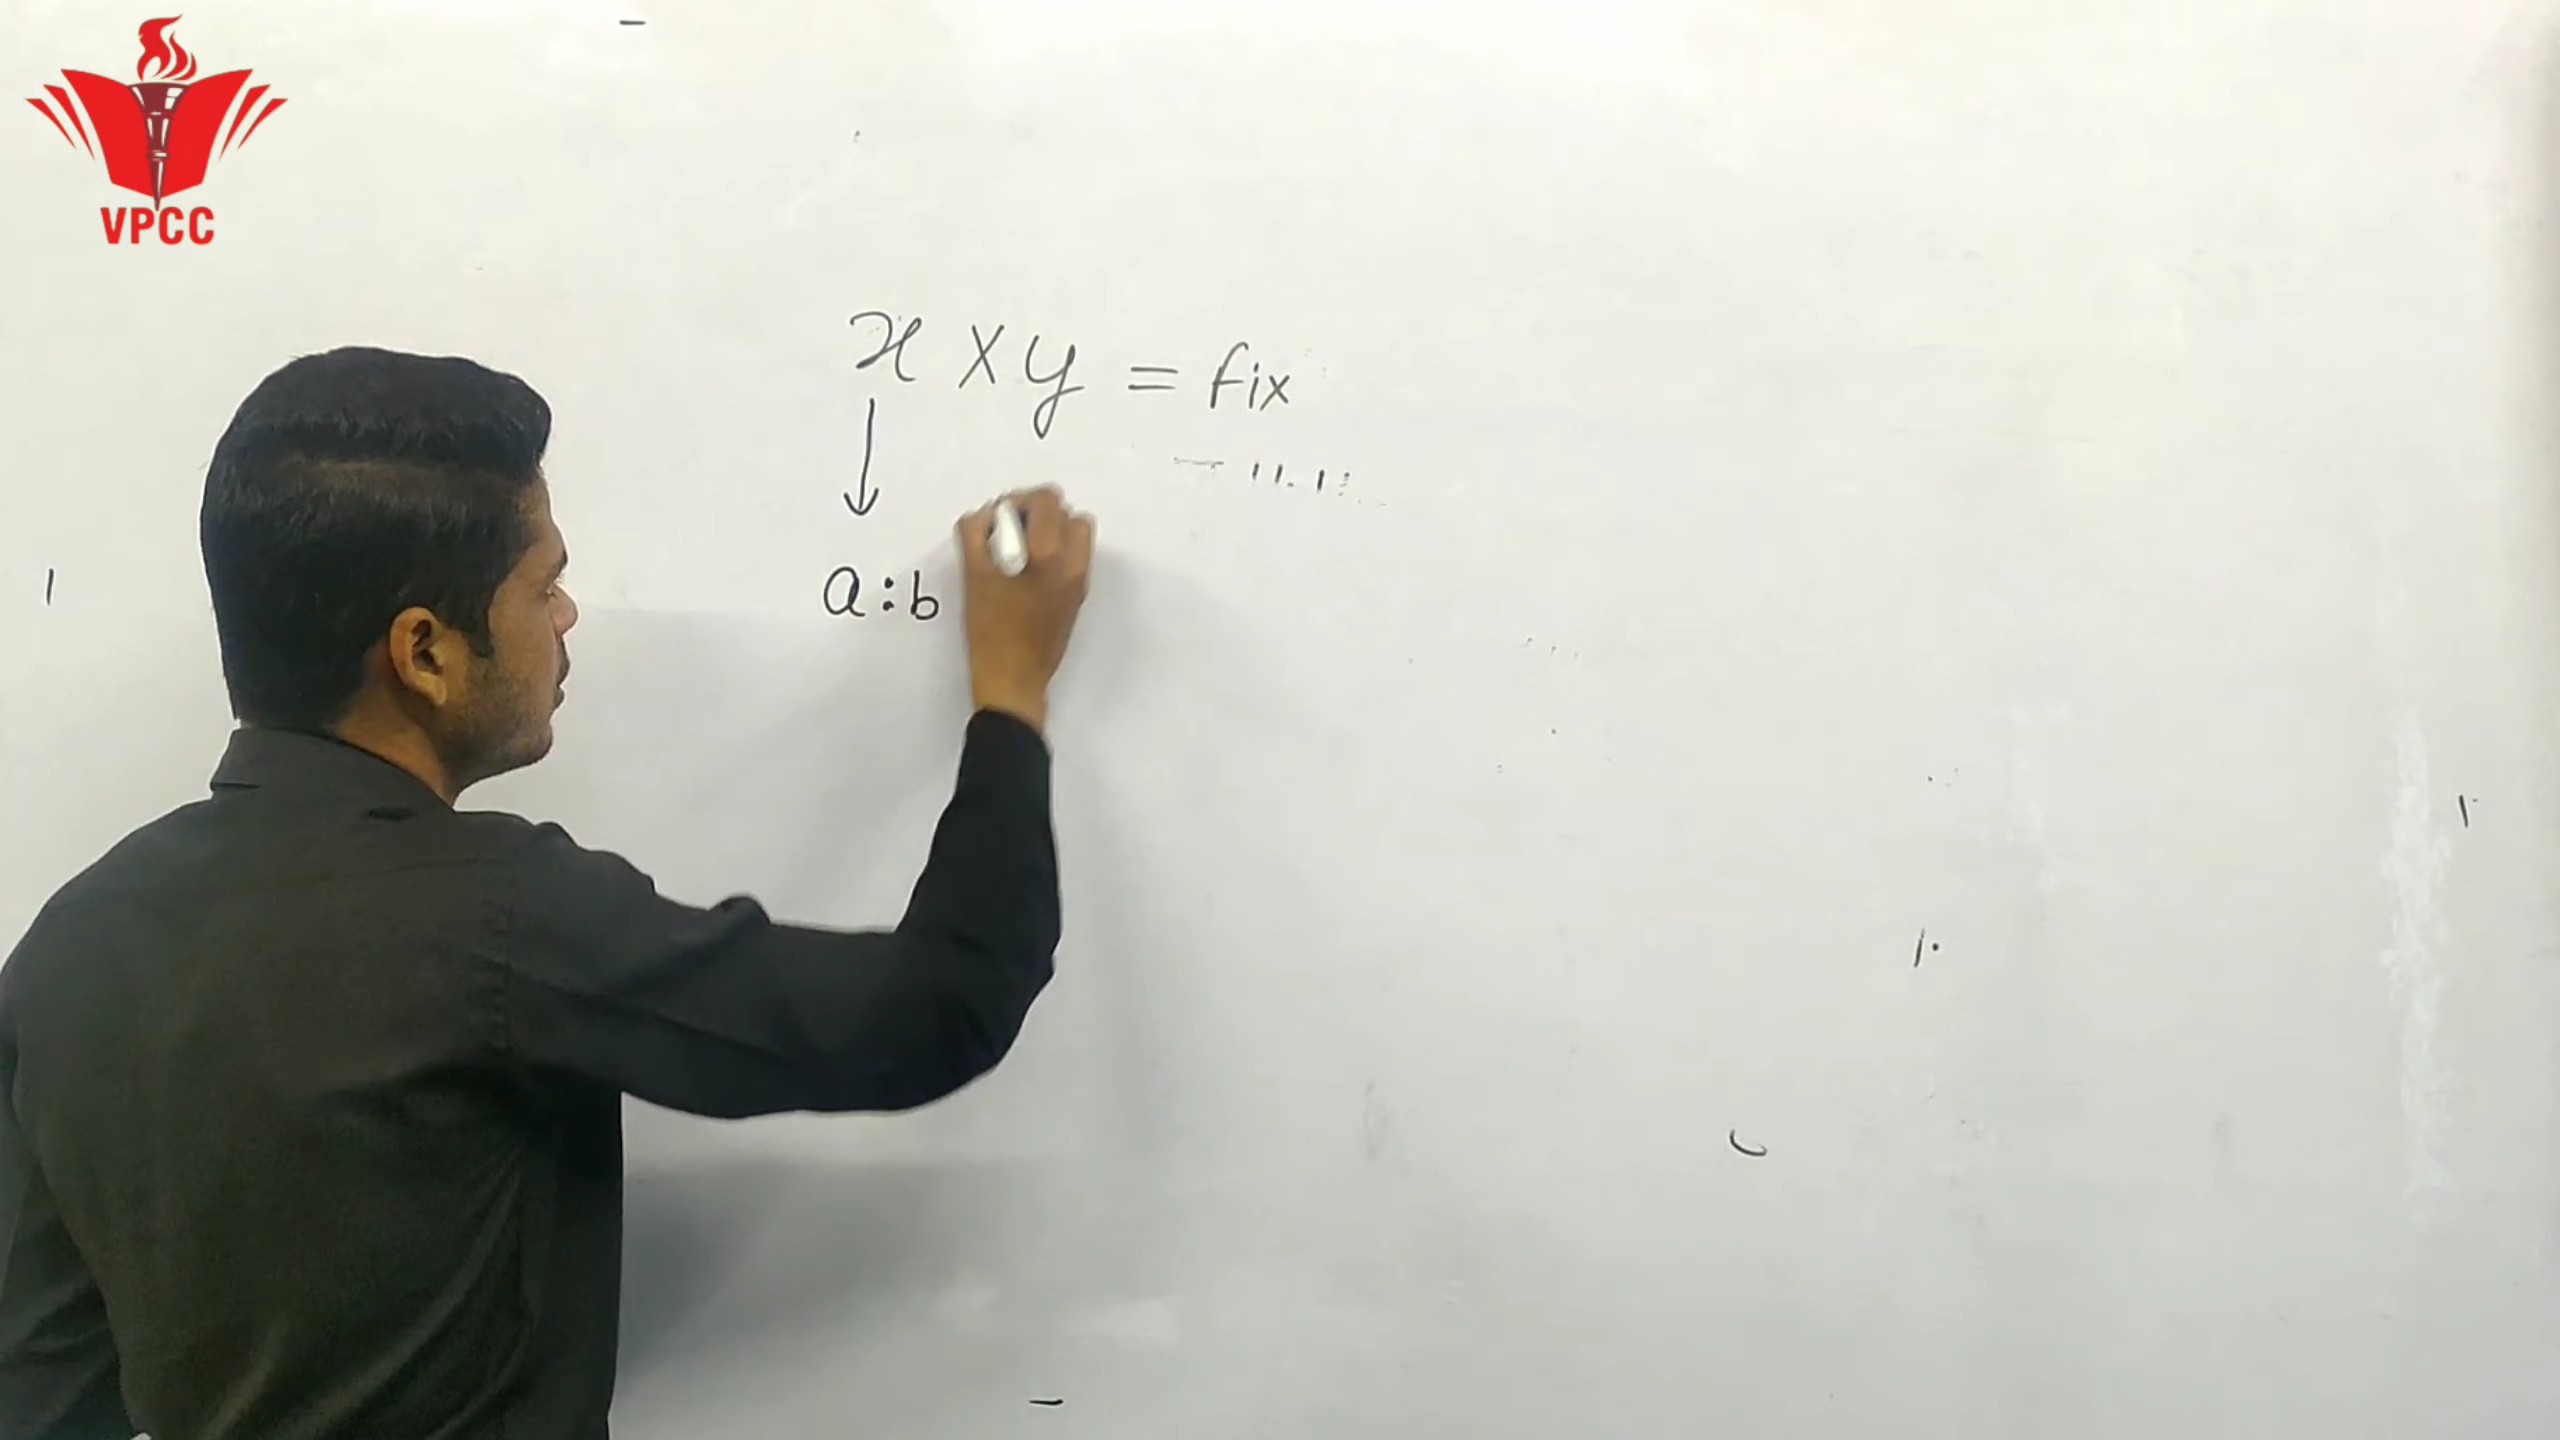 VPCC
x × y = fix
a:b